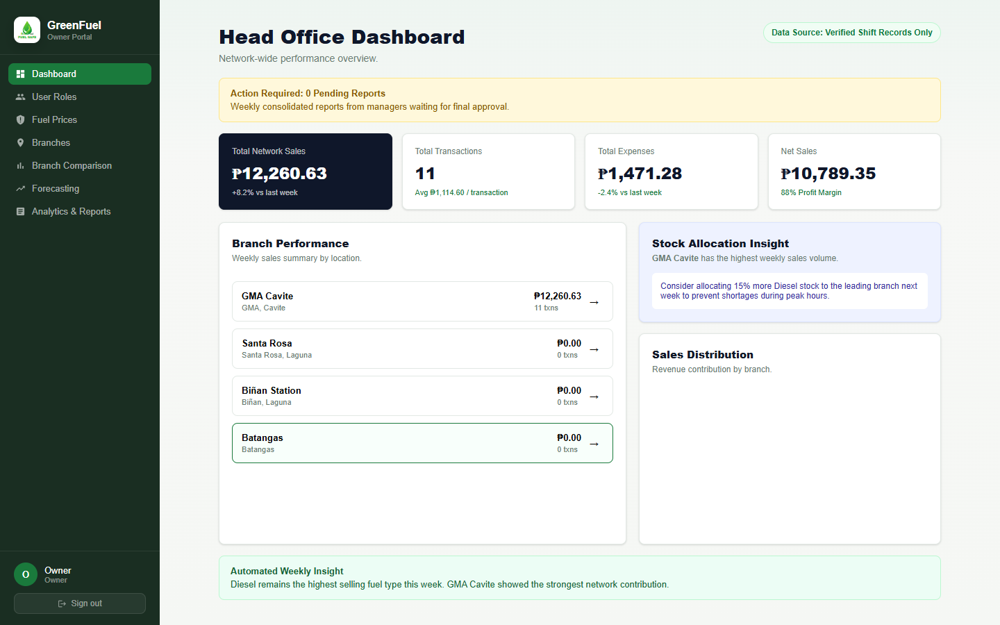 GreenFuel
Owner Portal
Dashboard
User Roles
Fuel Prices
Branches
Branch Comparison
Forecasting
Analytics & Reports
O
Owner
Owner
Sign out
Head Office Dashboard
Network-wide performance overview.
Data Source: Verified Shift Records Only
Action Required: 0 Pending Reports
Weekly consolidated reports from managers waiting for final approval.
Total Network Sales
₱12,260.63
+8.2% vs last week
Total Transactions
11
Avg ₱1,114.60 / transaction
Total Expenses
₱1,471.28
-2.4% vs last week
Net Sales
₱10,789.35
88% Profit Margin
Branch Performance
Weekly sales summary by location.
GMA Cavite
GMA, Cavite
₱12,260.63
11 txns
→
Santa Rosa
Santa Rosa, Laguna
₱0.00
0 txns
→
Biñan Station
Biñan, Laguna
₱0.00
0 txns
→
Batangas
Batangas
₱0.00
0 txns
→
Stock Allocation Insight
GMA Cavite has the highest weekly sales volume.
Consider allocating 15% more Diesel stock to the leading branch next
week to prevent shortages during peak hours.
Sales Distribution
Revenue contribution by branch.
Automated Weekly Insight
Diesel remains the highest selling fuel type this week. GMA Cavite showed the strongest network contribution.